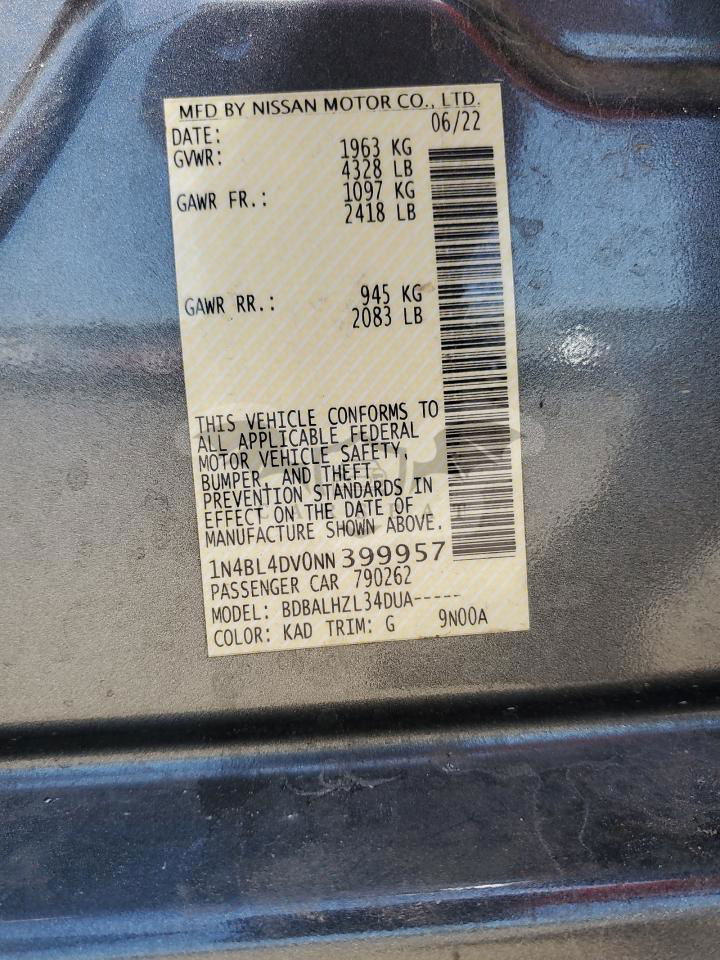 MFD BY NISSAN MOTOR CO., LTD.
DATE: 06/22
GVWR: 1963 KG
4328 LB
GAWR FR.: 1097 KG
2418 LB
GAWR RR.: 945 KG
2083 LB
THIS VEHICLE CONFORMS TO
ALL APPLICABLE FEDERAL
MOTOR VEHICLE SAFETY,
BUMPER, AND THEFT
PREVENTION STANDARDS IN
EFFECT ON THE DATE OF
MANUFACTURE SHOWN ABOVE.
1N4BL4DV0NN399957
PASSENGER CAR 790262
MODEL: BDBALHZL34DUA-----
COLOR: KAD TRIM: G 9N00A